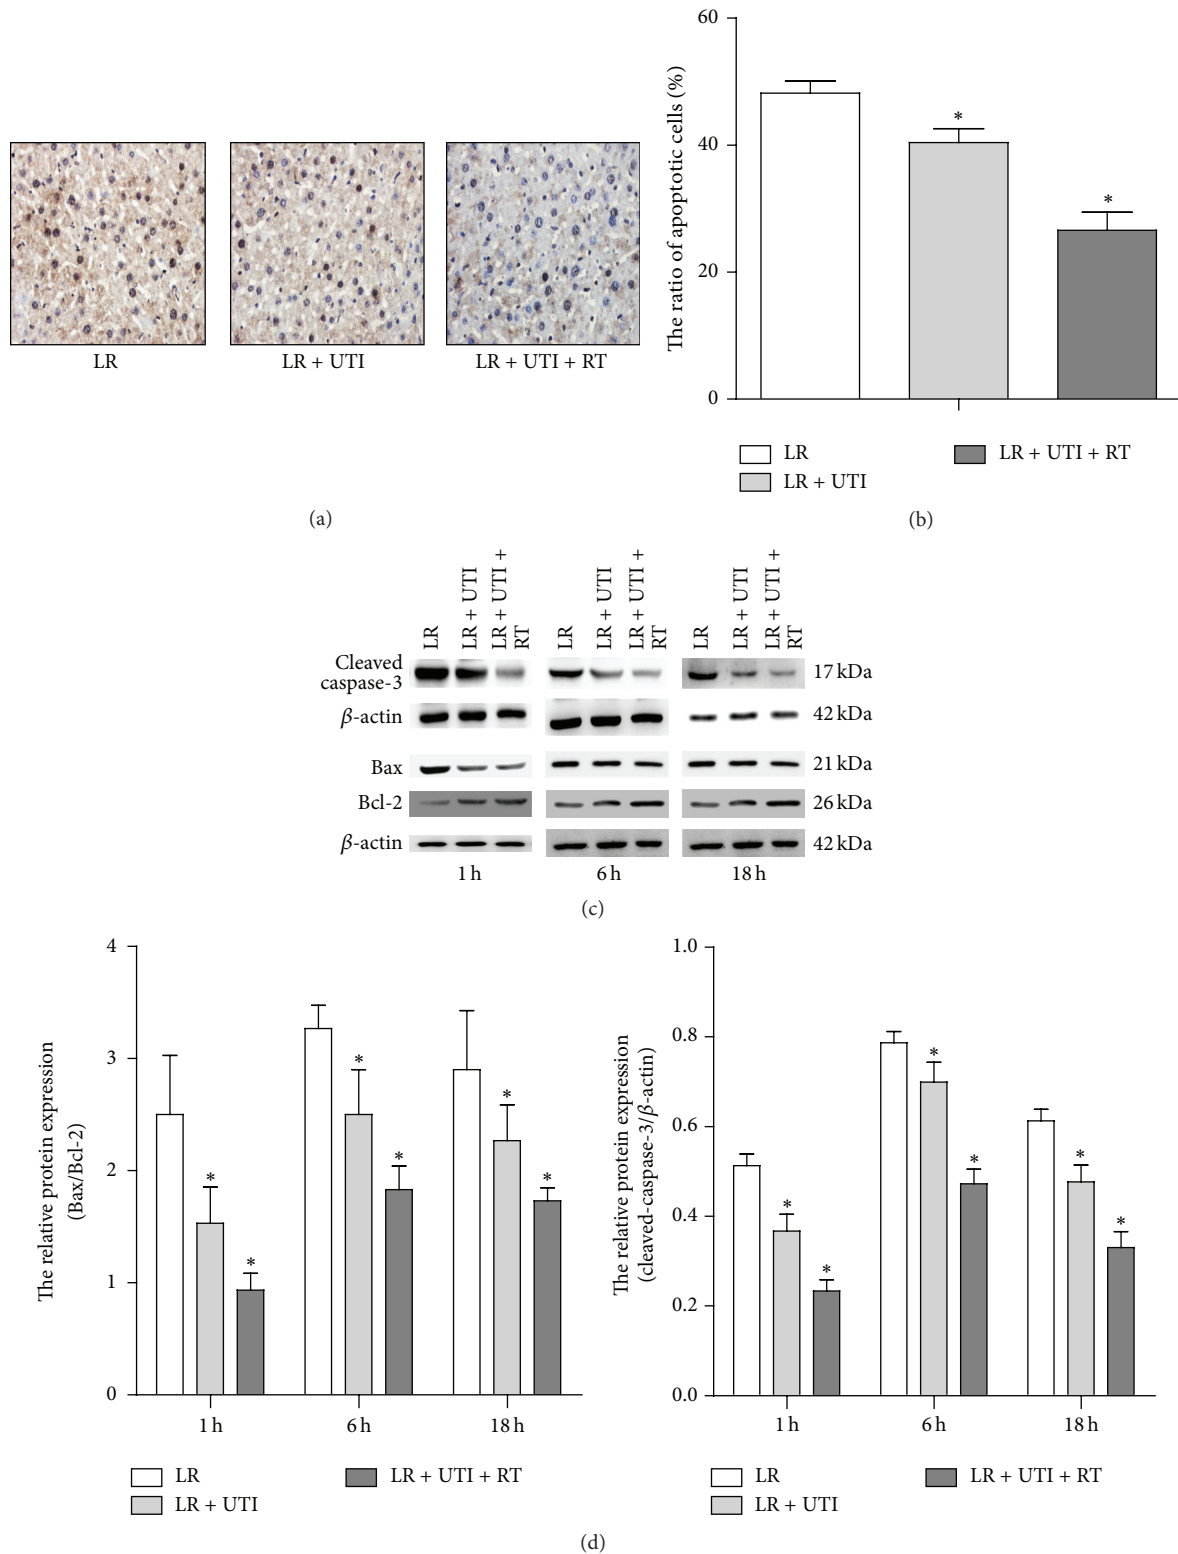 LR
LR + UTI
LR + UTI + RT
(a)
The ratio of apoptotic cells (%)
60
40
20
0
*
*
LR
LR + UTI
LR + UTI + RT
(b)
LR
LR + UTI
LR + UTI +
RT
LR
LR + UTI
LR + UTI +
RT
LR
LR + UTI
LR + UTI +
RT
Cleaved
caspase-3
17 kDa
β-actin
42 kDa
Bax
21 kDa
Bcl-2
26 kDa
β-actin
42 kDa
1 h
6 h
18 h
(c)
The relative protein expression
(Bax/Bcl-2)
4
3
2
1
0
*
*
*
*
*
*
1 h
6 h
18 h
LR
LR + UTI
LR + UTI + RT
The relative protein expression
(cleaved-caspase-3/β-actin)
1.0
0.8
0.6
0.4
0.2
0.0
*
*
*
*
*
*
1 h
6 h
18 h
LR
LR + UTI
LR + UTI + RT
(d)